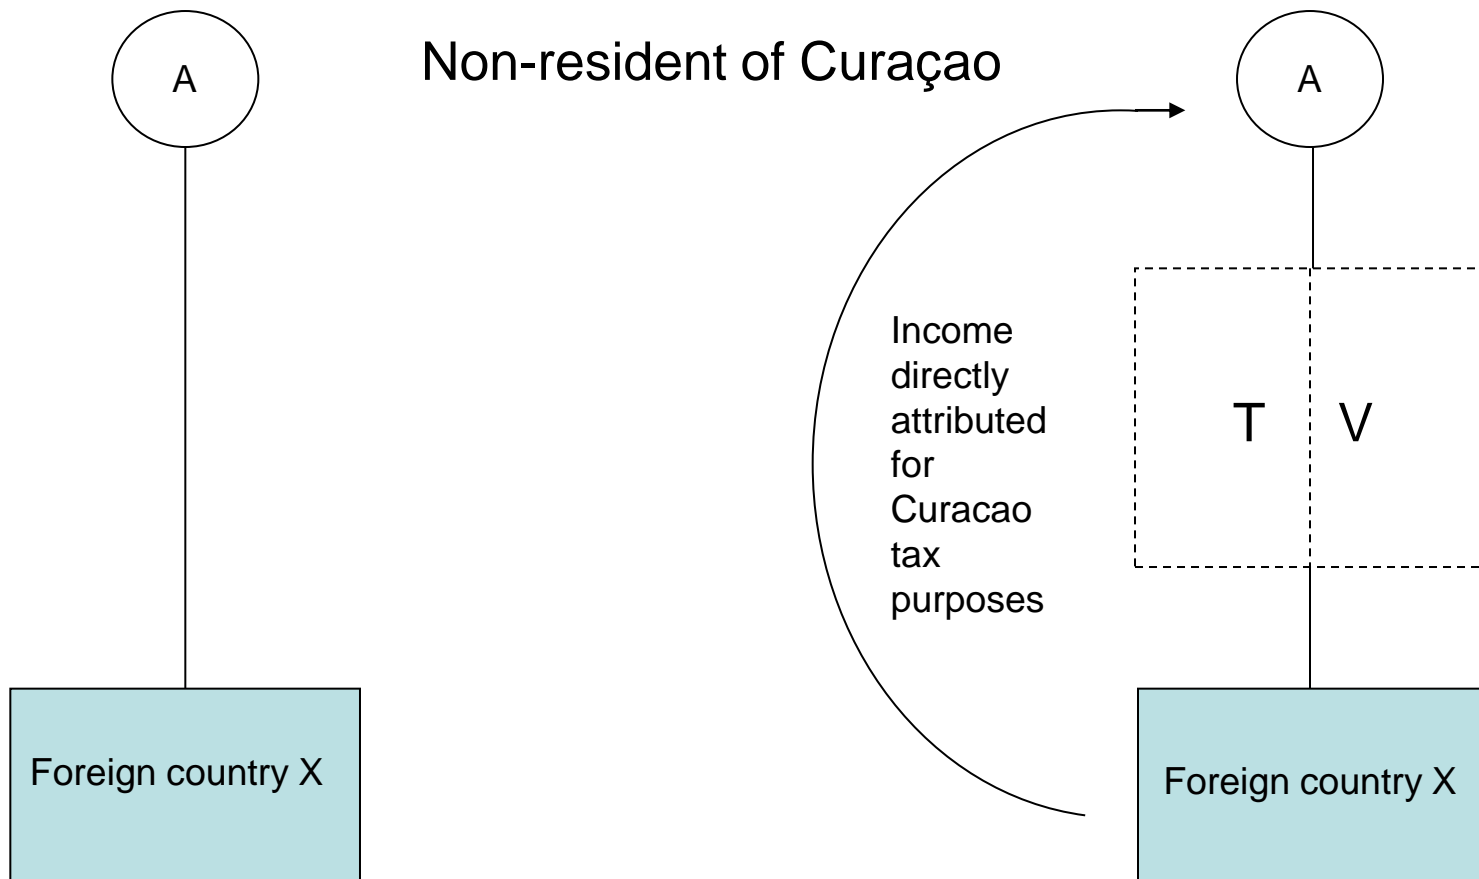 A
Non-resident of Curaçao
A
Income
directly
attributed
for
Curacao
tax
purposes
T V
Foreign country X
Foreign country X